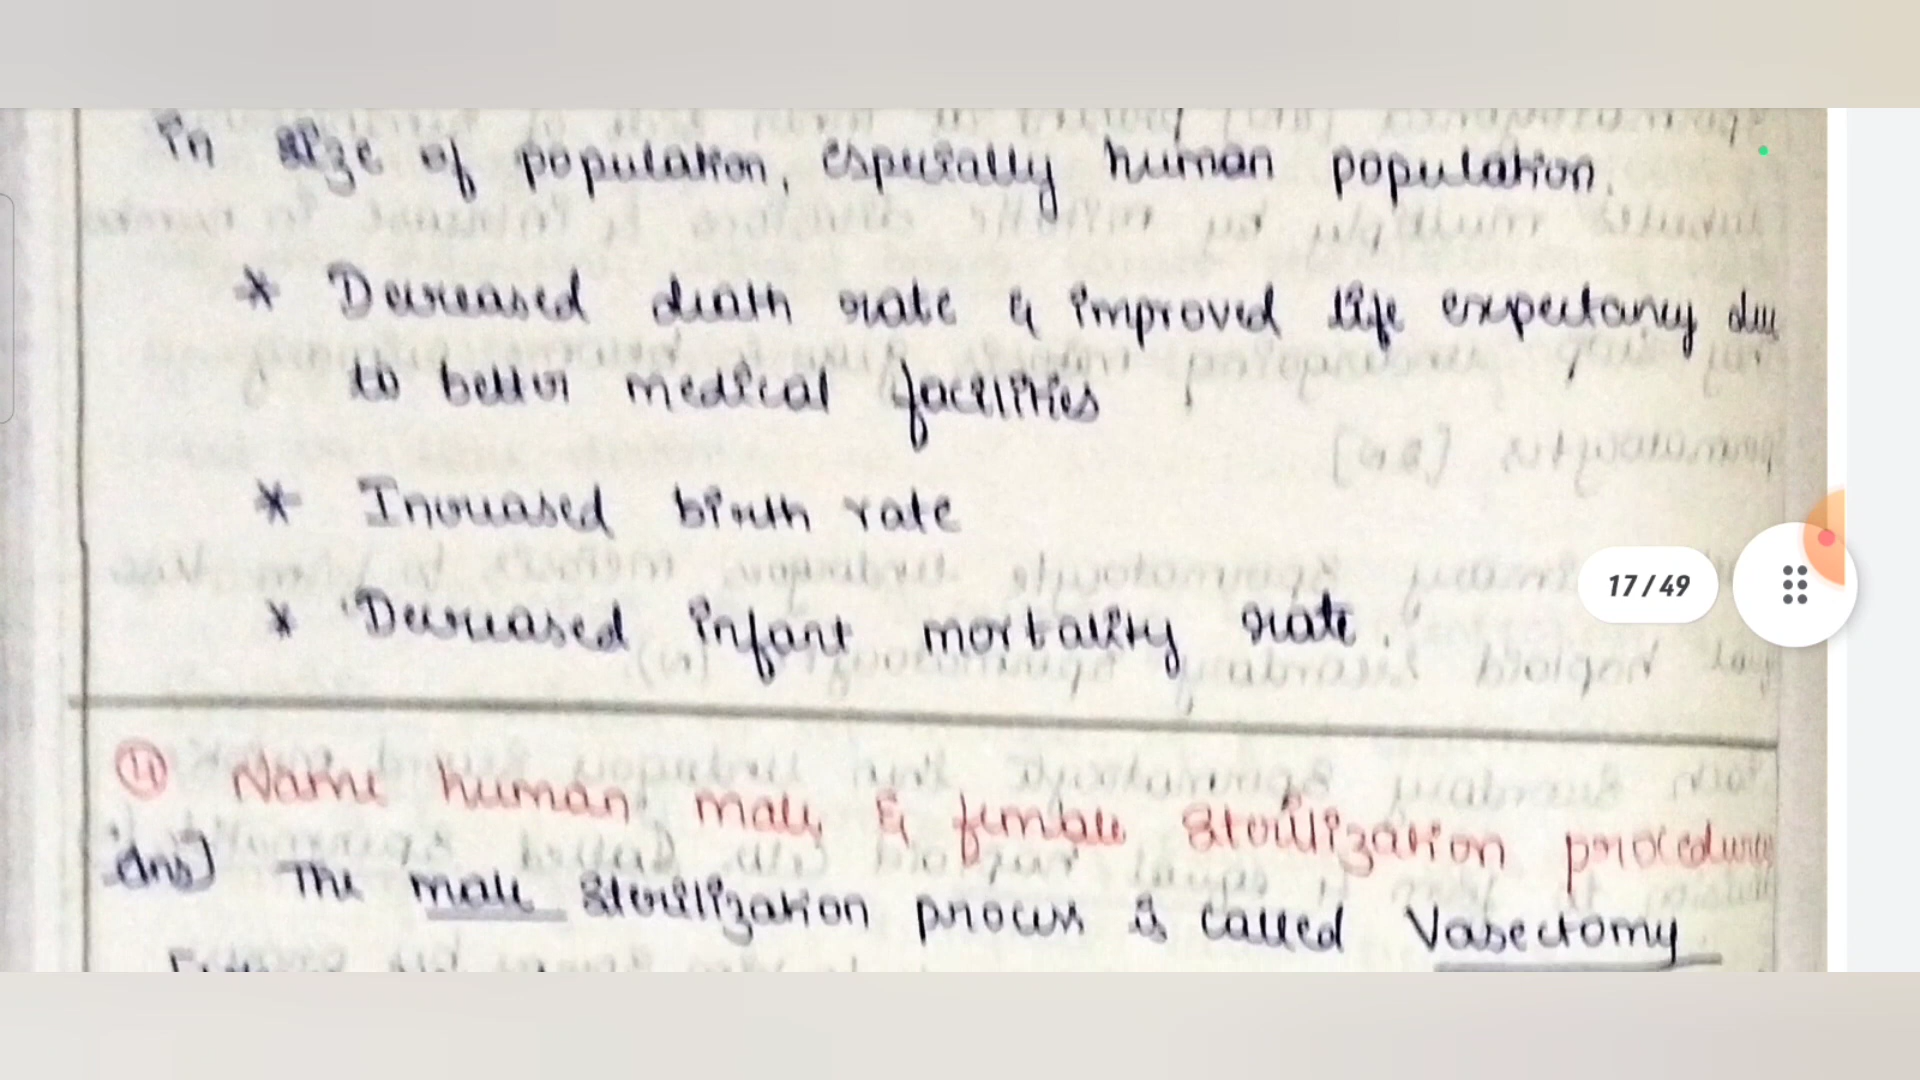 in size of population, especially human population.
* Decreased death rate & improved life expectancy due
to better medical facilities
* Increased birth rate
* Decreased infant mortality rate.
17/49
⑪ Name human male & female sterilization procedures
Ans) The male sterilization process is called Vasectomy